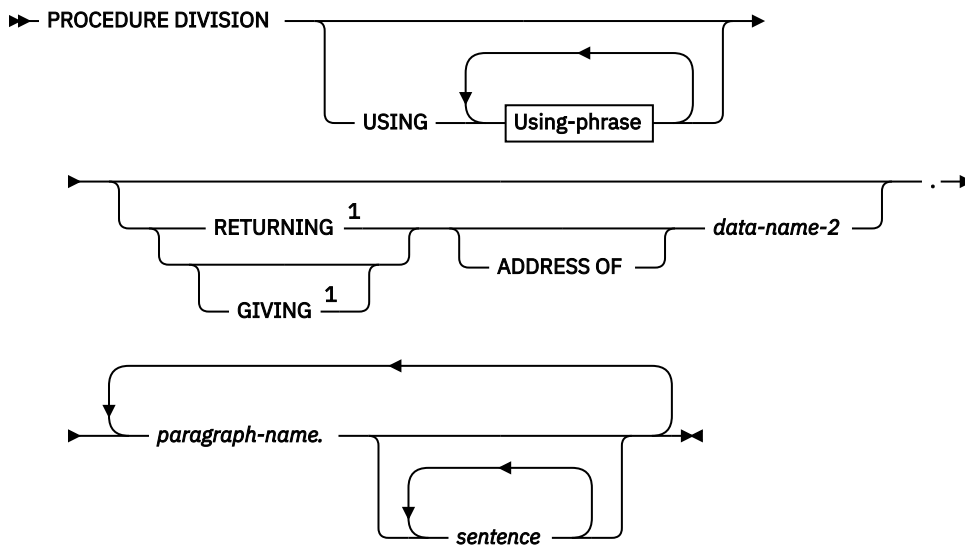 PROCEDURE DIVISION
USING Using-phrase
RETURNING 1 data-name-2 .
ADDRESS OF
GIVING 1
paragraph-name.
sentence